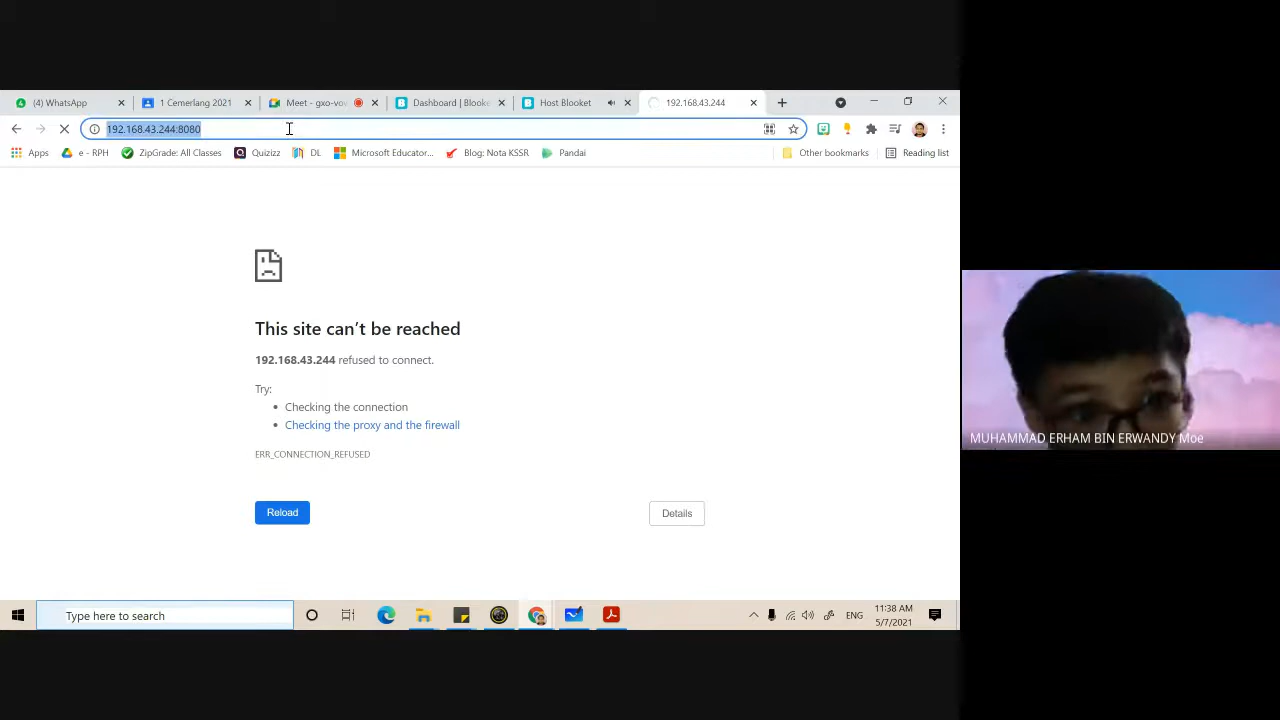 (4) WhatsApp
1 Cemerlang 2021
Meet - gxo-vov
Dashboard | Blooke
Host Blooket
192.168.43.244
192.168.43.244:8080
Apps
e - RPH
ZipGrade: All Classes
Quizizz
DL
Microsoft Educator...
Blog: Nota KSSR
Pandai
Other bookmarks
Reading list
This site can't be reached
192.168.43.244 refused to connect.
Try:
• Checking the connection
• Checking the proxy and the firewall
ERR_CONNECTION_REFUSED
Reload
Details
MUHAMMAD ERHAM BIN ERWANDY Moe
Type here to search
ENG
11:38 AM
5/7/2021